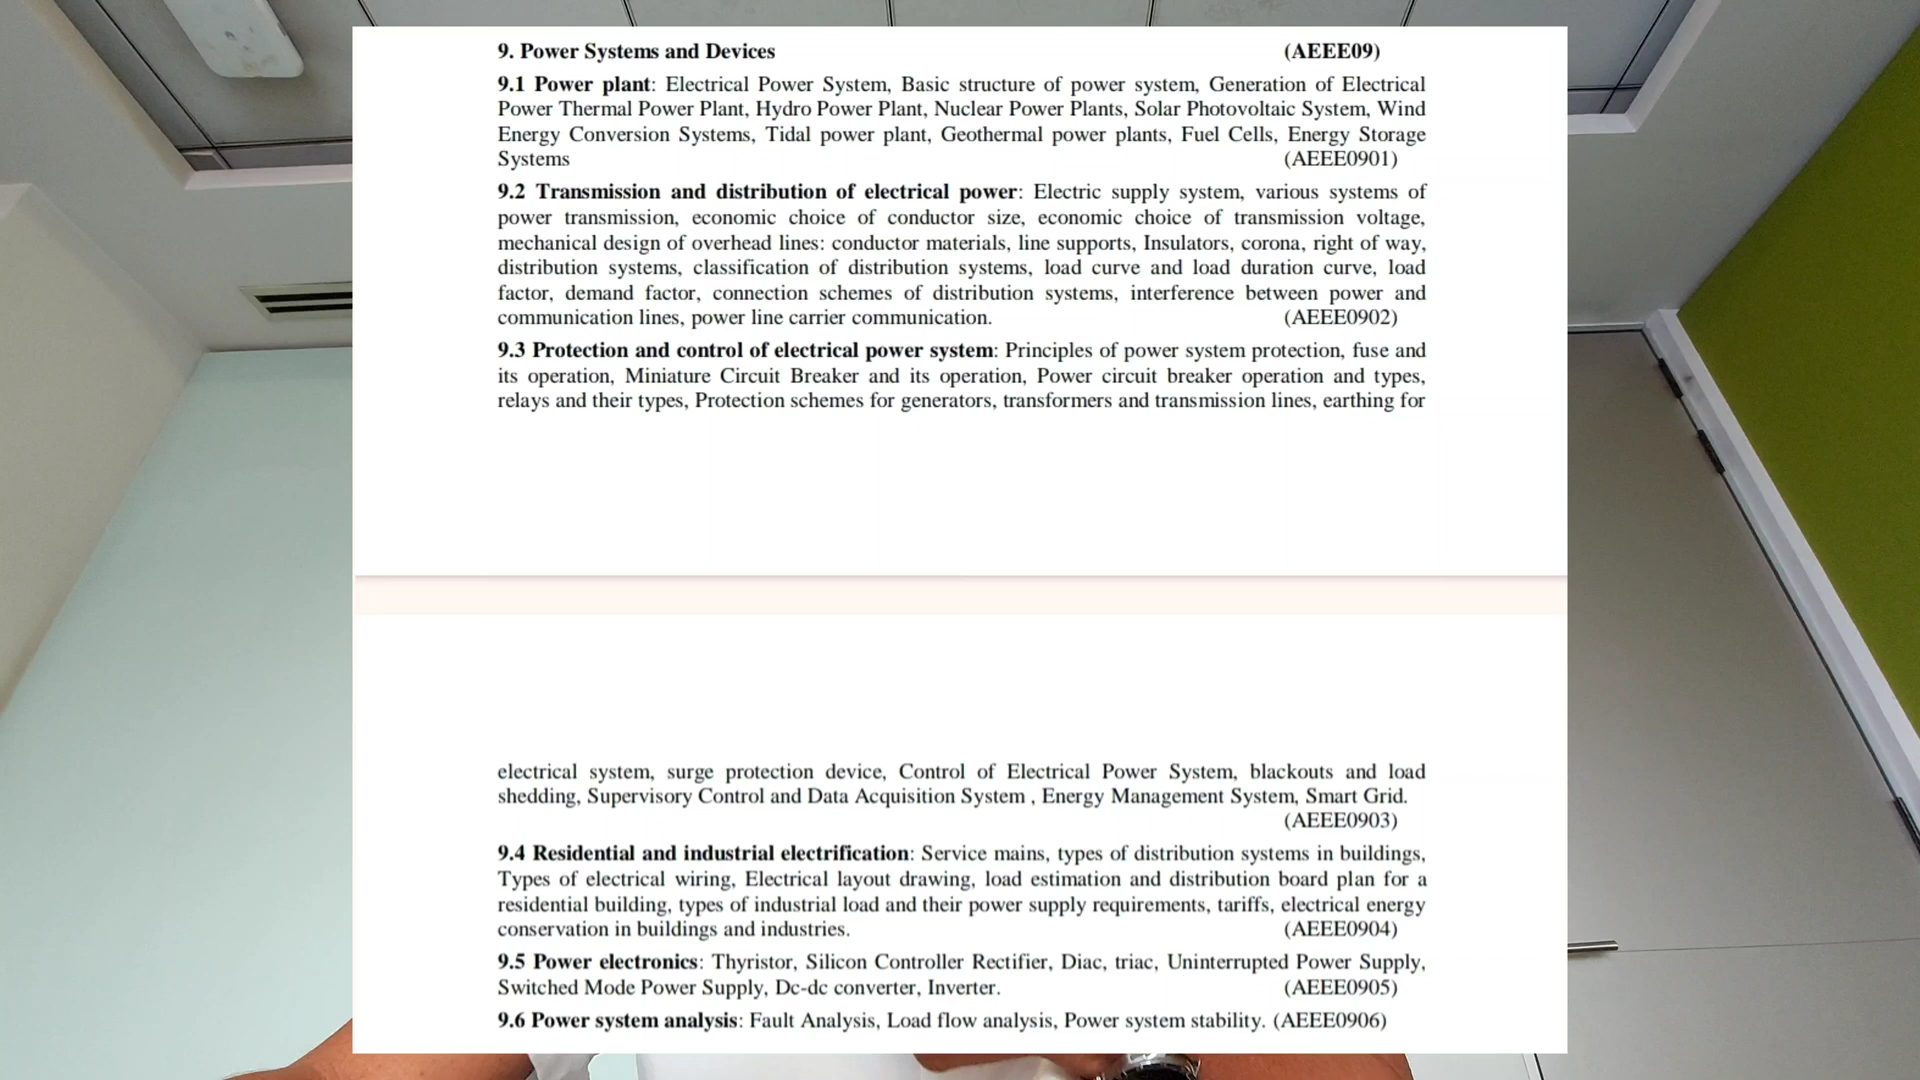 9. Power Systems and Devices (AEEE09)
9.1 Power plant: Electrical Power System, Basic structure of power system, Generation of Electrical
Power Thermal Power Plant, Hydro Power Plant, Nuclear Power Plants, Solar Photovoltaic System, Wind
Energy Conversion Systems, Tidal power plant, Geothermal power plants, Fuel Cells, Energy Storage
Systems (AEEE0901)
9.2 Transmission and distribution of electrical power: Electric supply system, various systems of
power transmission, economic choice of conductor size, economic choice of transmission voltage,
mechanical design of overhead lines: conductor materials, line supports, Insulators, corona, right of way,
distribution systems, classification of distribution systems, load curve and load duration curve, load
factor, demand factor, connection schemes of distribution systems, interference between power and
communication lines, power line carrier communication. (AEEE0902)
9.3 Protection and control of electrical power system: Principles of power system protection, fuse and
its operation, Miniature Circuit Breaker and its operation, Power circuit breaker operation and types,
relays and their types, Protection schemes for generators, transformers and transmission lines, earthing for
electrical system, surge protection device, Control of Electrical Power System, blackouts and load
shedding, Supervisory Control and Data Acquisition System , Energy Management System, Smart Grid.
(AEEE0903)
9.4 Residential and industrial electrification: Service mains, types of distribution systems in buildings,
Types of electrical wiring, Electrical layout drawing, load estimation and distribution board plan for a
residential building, types of industrial load and their power supply requirements, tariffs, electrical energy
conservation in buildings and industries. (AEEE0904)
9.5 Power electronics: Thyristor, Silicon Controller Rectifier, Diac, triac, Uninterrupted Power Supply,
Switched Mode Power Supply, Dc-dc converter, Inverter. (AEEE0905)
9.6 Power system analysis: Fault Analysis, Load flow analysis, Power system stability. (AEEE0906)